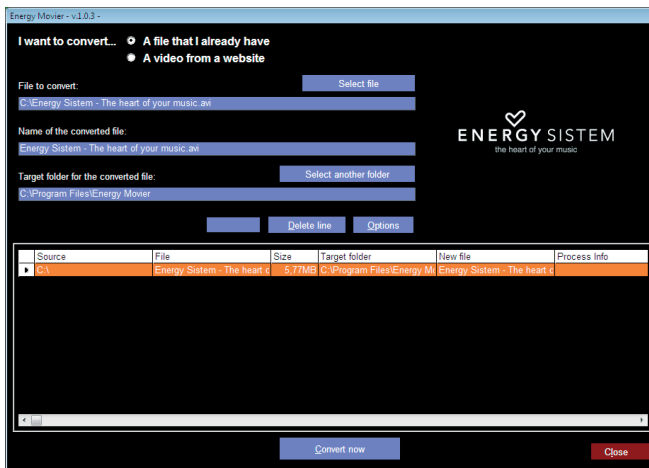 Energy Movier - v.1.0.3 -
I want to convert... A file that I already have
A video from a website
File to convert: Select file
C:\Energy Sistem - The heart of your music.avi
Name of the converted file:
Energy Sistem - The heart of your music.avi
ENERGY SISTEM
the heart of your music
Target folder for the converted file: Select another folder
C:\Program Files\Energy Movier
Delete line Options
Source File Size Target folder New file Process Info
C:\ Energy Sistem - The heart c 5,77MB C:\Program Files\Energy Mo Energy Sistem - The heart c
Convert now Close